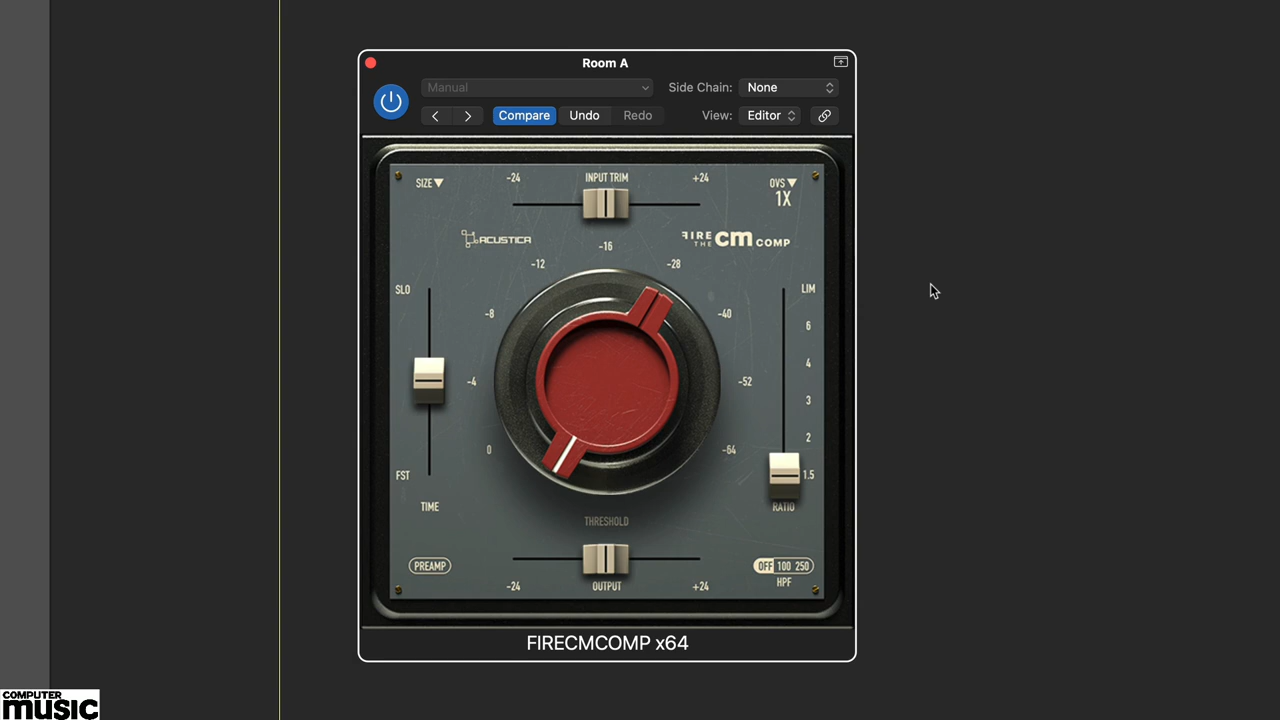 Room A
Manual
Side Chain: None
Compare Undo Redo View: Editor
SIZE
-24 INPUT TRIM +24
OVS
1X
ACUSTICA
FIRE THE cm COMP
-16
-12 -28
-8 -40
-4 -52
0 -64
SLO
FST
TIME
LIM
6
4
3
2
1.5
RATIO
THRESHOLD
PREAMP
-24 OUTPUT +24
OFF 100 250
HPF
FIRECMCOMP x64
COMPUTER
music